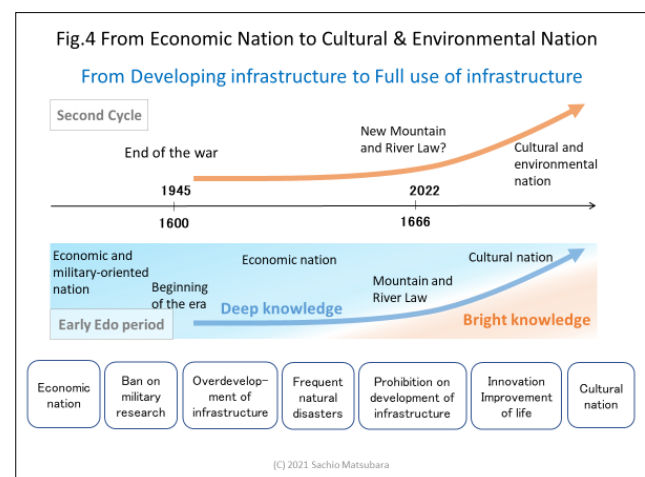 Fig.4 From Economic Nation to Cultural & Environmental Nation
From Developing infrastructure to Full use of infrastructure
Second Cycle
End of the war
New Mountain
and River Law?
Cultural and
environmental
nation
1945
2022
1600
1666
Economic and
military-oriented
nation
Beginning
of the era
Economic nation
Deep knowledge
Mountain and
River Law
Cultural nation
Bright knowledge
Early Edo period
Economic
nation
Ban on
military
research
Overdevelop-
ment of
infrastructure
Frequent
natural
disasters
Prohibition on
development of
infrastructure
Innovation
Improvement
of life
Cultural
nation
(C) 2021 Sachio Matsubara